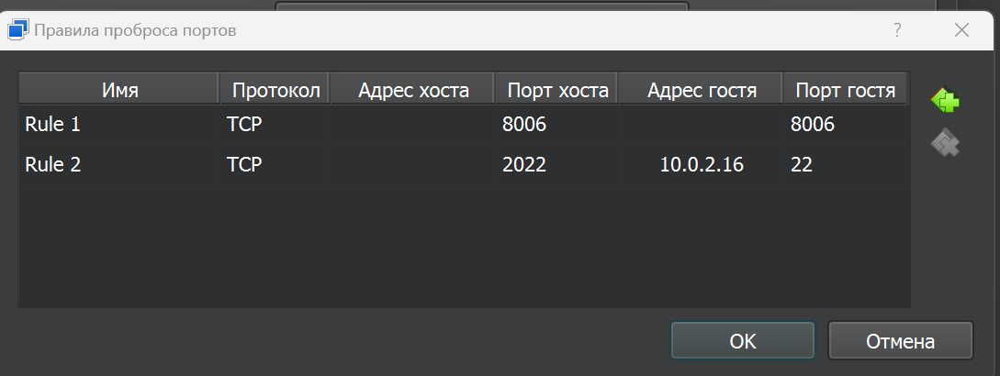 Правила проброса портов ?
Имя Протокол Адрес хоста Порт хоста Адрес гостя Порт гостя
Rule 1 TCP 8006 8006
Rule 2 TCP 2022 10.0.2.16 22
OK Отмена